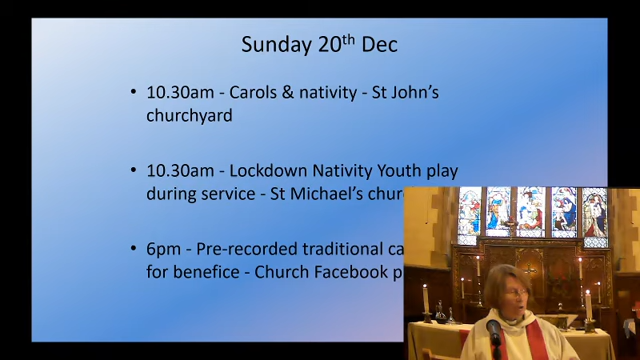 Sunday 20th Dec
• 10.30am - Carols & nativity - St John's
churchyard
• 10.30am - Lockdown Nativity Youth play
during service - St Michael's
• 6pm - Pre-recorded traditional
for benefice - Church Facebook